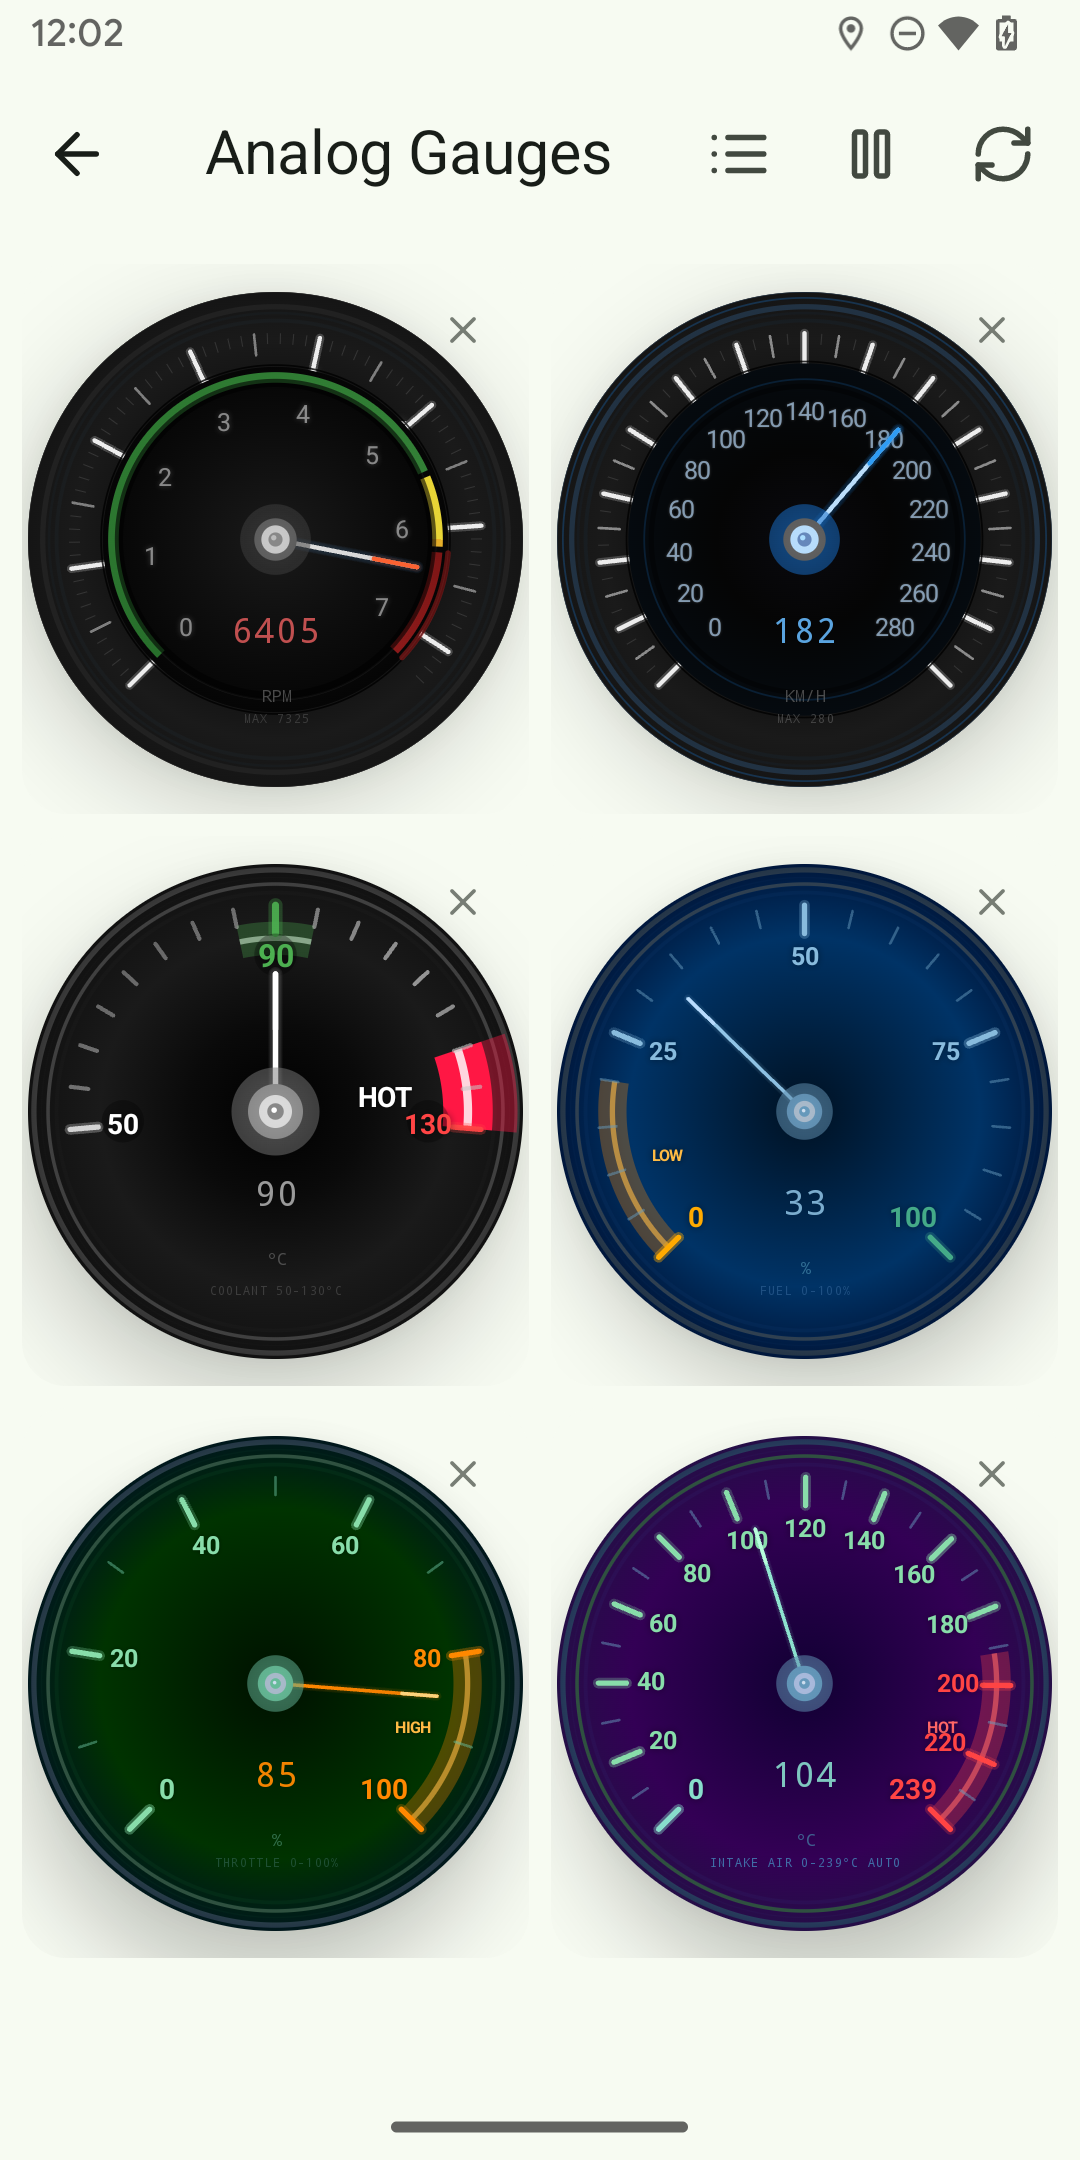 12:02
Analog Gauges
0 1 2 3 4 5 6 7
6405
RPM
MAX 7325
0 20 40 60 80 100 120 140 160 180 200 220 240 260 280
182
KM/H
MAX 280
50 90 130
HOT
90
°C
COOLANT 50-130°C
0 25 50 75 100
LOW
33
%
FUEL 0-100%
0 20 40 60 80 100
HIGH
85
%
THROTTLE 0-100%
0 20 40 60 80 100 120 140 160 180 200 220 239
HOT
104
°C
INTAKE AIR 0-239°C AUTO